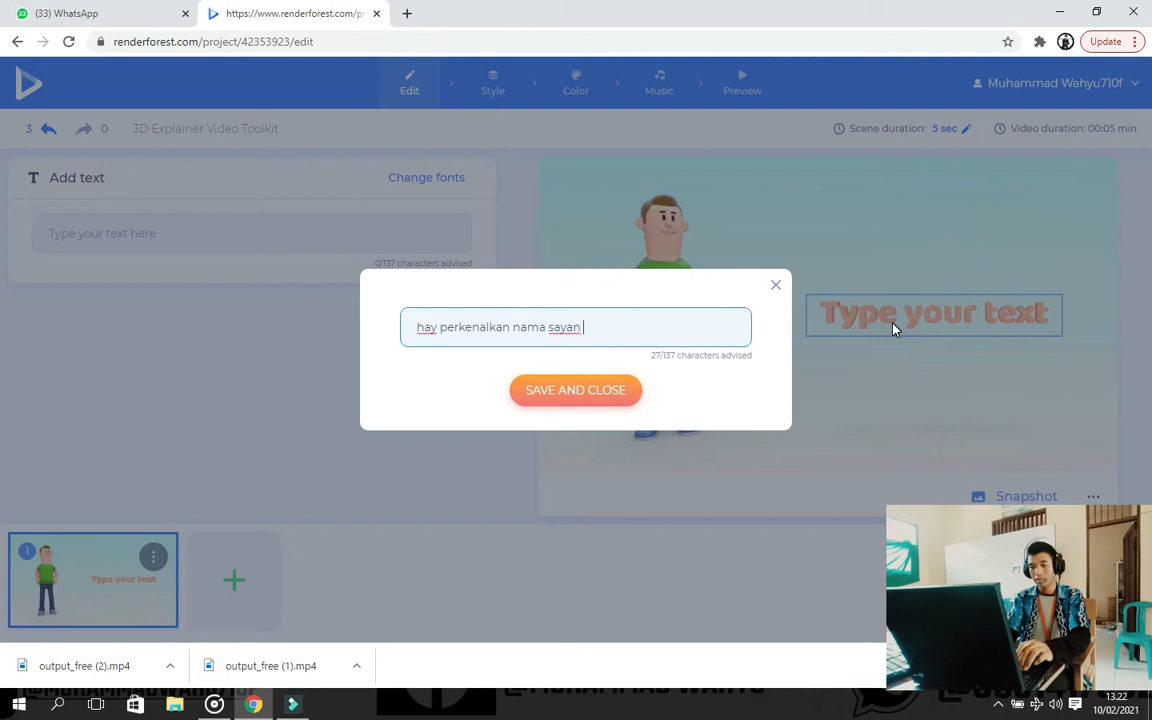 (33) WhatsApp
https://www.renderforest.com/pr
renderforest.com/project/42353923/edit
Update
Edit
Style
Color
Music
Preview
Muhammad Wahyu710f
3
0
3D Explainer Video Toolkit
Scene duration: 5 sec
Video duration: 00:05 min
Add text
Change fonts
Type your text here
0/137 characters advised
hay perkenalkan nama sayan
27/137 characters advised
SAVE AND CLOSE
Type your text
Snapshot
1
Type your text
output_free (2).mp4
output_free (1).mp4
13.22
10/02/2021